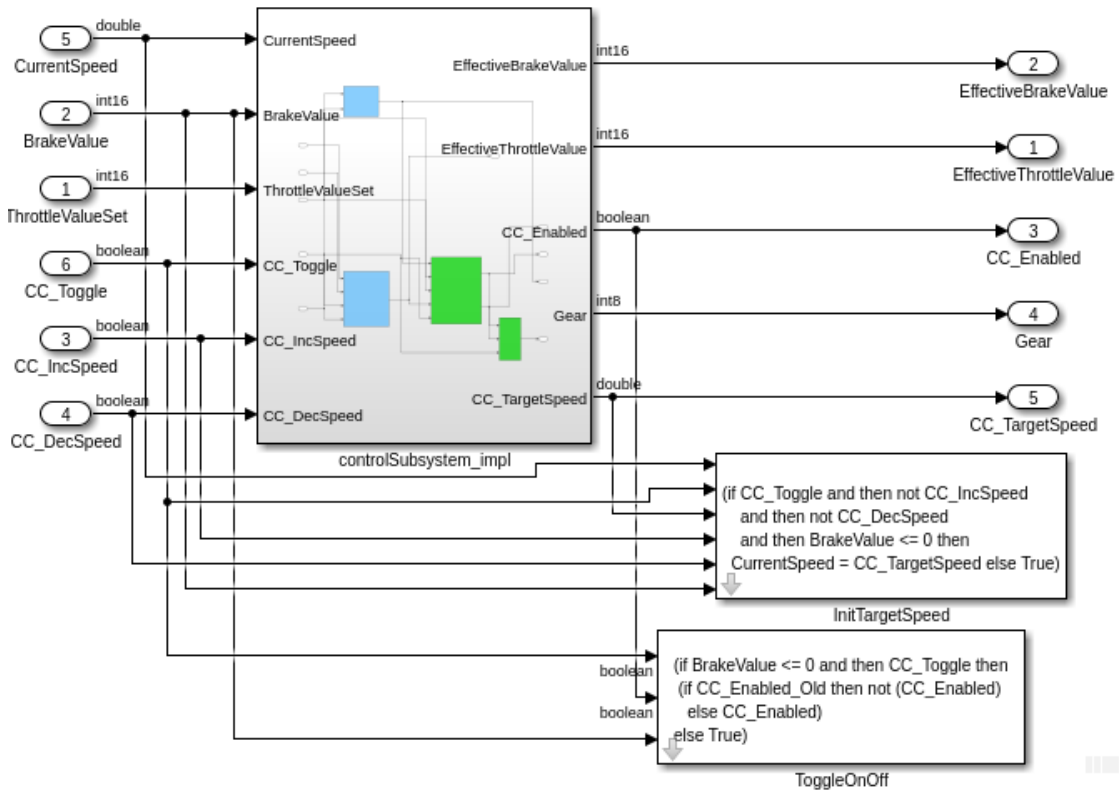 double
5
CurrentSpeed
int16
2
BrakeValue
int16
1
ThrottleValueSet
boolean
6
CC_Toggle
boolean
3
CC_IncSpeed
boolean
4
CC_DecSpeed
CurrentSpeed
BrakeValue
ThrottleValueSet
CC_Toggle
CC_IncSpeed
CC_DecSpeed
EffectiveBrakeValue
EffectiveThrottleValue
CC_Enabled
Gear
CC_TargetSpeed
controlSubsystem_impl
int16
2
EffectiveBrakeValue
int16
1
EffectiveThrottleValue
boolean
3
CC_Enabled
int8
4
Gear
double
5
CC_TargetSpeed
(if CC_Toggle and then not CC_IncSpeed
and then not CC_DecSpeed
and then BrakeValue <= 0 then
CurrentSpeed = CC_TargetSpeed else True)
InitTargetSpeed
boolean
boolean
(if BrakeValue <= 0 and then CC_Toggle then
(if CC_Enabled_Old then not (CC_Enabled)
else CC_Enabled)
else True)
ToggleOnOff